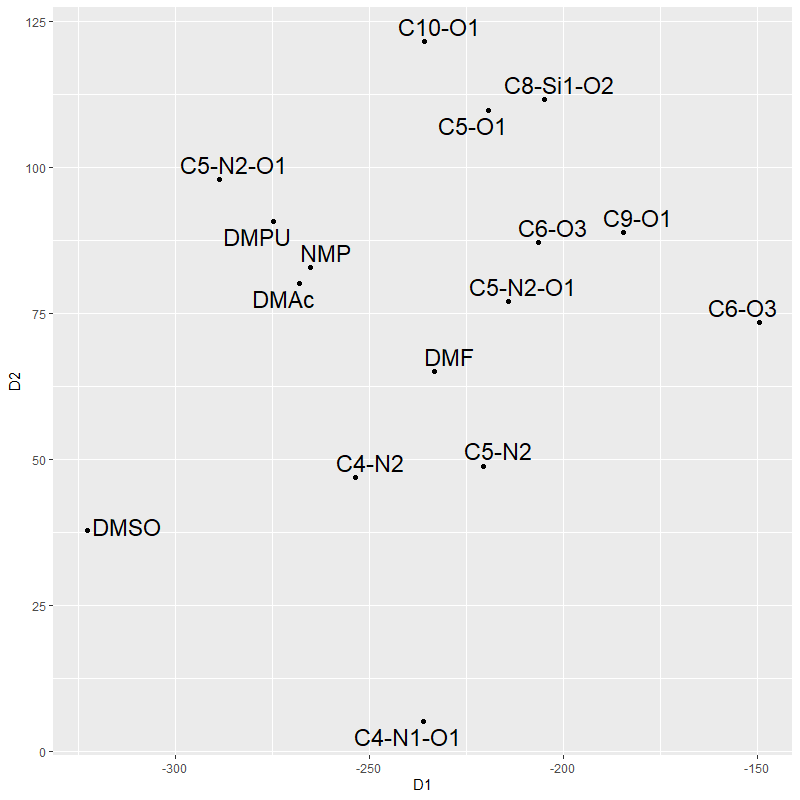 125
C10-O1
C8-Si1-O2
C5-O1
100
C5-N2-O1
DMPU
NMP
DMAc
C6-O3
C9-O1
C5-N2-O1
75
C6-O3
DMF
D2
50
C4-N2
C5-N2
DMSO
25
C4-N1-O1
0
-300
-250
-200
-150
D1